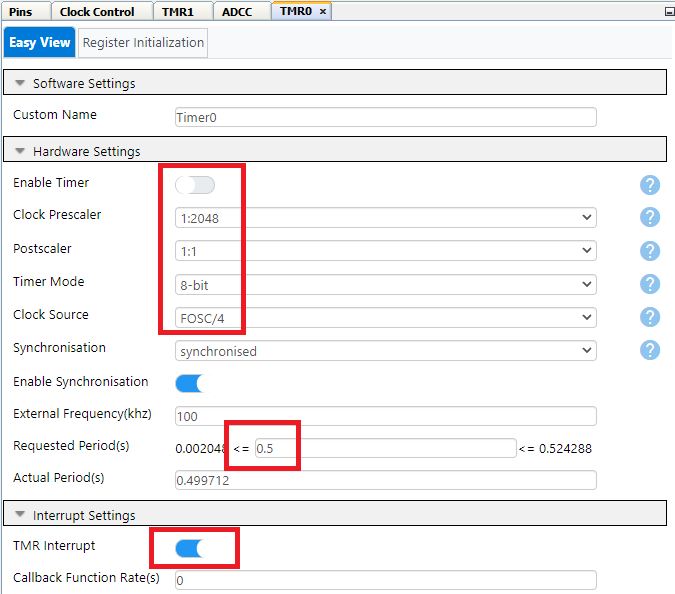 Pins Clock Control TMR1 ADCC TMR0 ×
Easy View Register Initialization
Software Settings
Custom Name Timer0
Hardware Settings
Enable Timer ?
Clock Prescaler 1:2048 ?
Postscaler 1:1 ?
Timer Mode 8-bit ?
Clock Source FOSC/4 ?
Synchronisation synchronised ?
Enable Synchronisation
External Frequency(khz) 100
Requested Period(s) 0.002048 <= 0.5 <= 0.524288
Actual Period(s) 0.499712
Interrupt Settings
TMR Interrupt
Callback Function Rate(s) 0